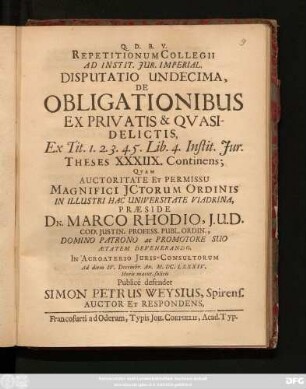 Q. D. B. V.
REPETITIONUM COLLEGII
AD INSTIT. JUR. IMPERIAL.
DISPUTATIO UNDECIMA,
DE
OBLIGATIONIBUS
EX PRIVATIS & QVASI-
DELICTIS,
Ex Tit. 1. 2. 3. 4. 5. Lib. 4. Instit. Jur.
THESES XXXIIX. Continens;
QUAM
AUCTORITATE ET PERMISSU
MAGNIFICI JCTORUM ORDINIS
IN ILLUSTRI HAC UNIVERSITATE VIADRINA,
PRÆSIDE
DN. MARCO RHODIO, J.U.D.
COD. JUSTIN. PROFESS. PUBL. ORDIN.,
DOMINO PATRONO ac PROMOTORE SUO
ÆTATEM DEVENERANDO,
In ACROATERIO JURIS-CONSULTORUM
Ad diem IV. Decembr. An. M. DC. LXXXIV.
Horis matut. suscit.
Publicè defendet
SIMON PETRUS WEYSIUS, Spirens.
AUCTOR ET RESPONDENS,
Francofurti ad Oderam, Typis JOH. COEPSELII, Acad. Typ.